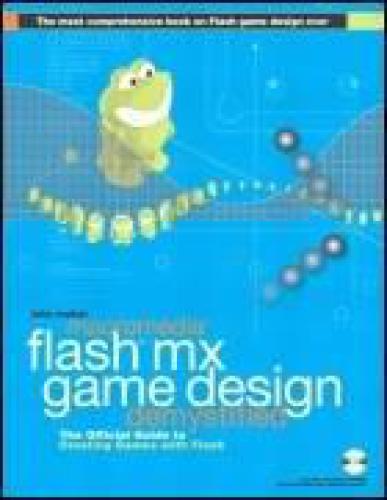 The most comprehensive book on Flash game design ever
macromedia
flash mx
game design
demystified
The Official Guide to
Creating Games with Flash